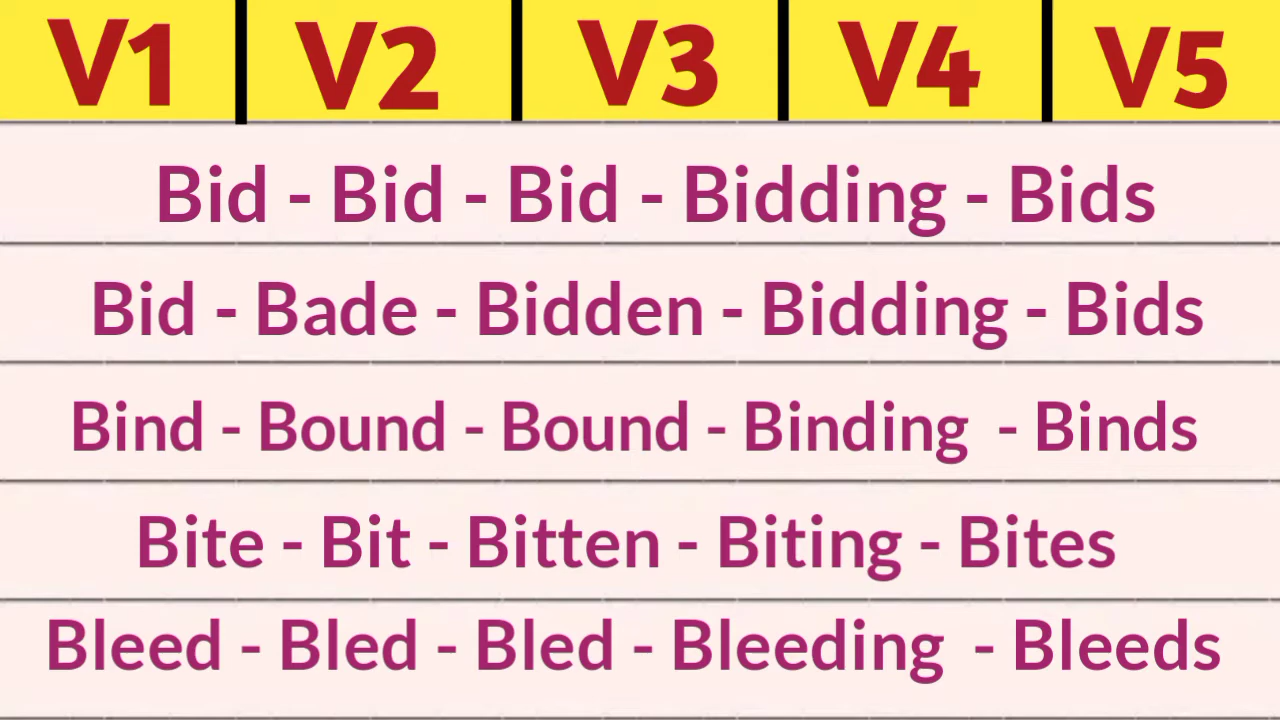 V1 V2 V3 V4 V5
Bid - Bid - Bid - Bidding - Bids
Bid - Bade - Bidden - Bidding - Bids
Bind - Bound - Bound - Binding - Binds
Bite - Bit - Bitten - Biting - Bites
Bleed - Bled - Bled - Bleeding - Bleeds